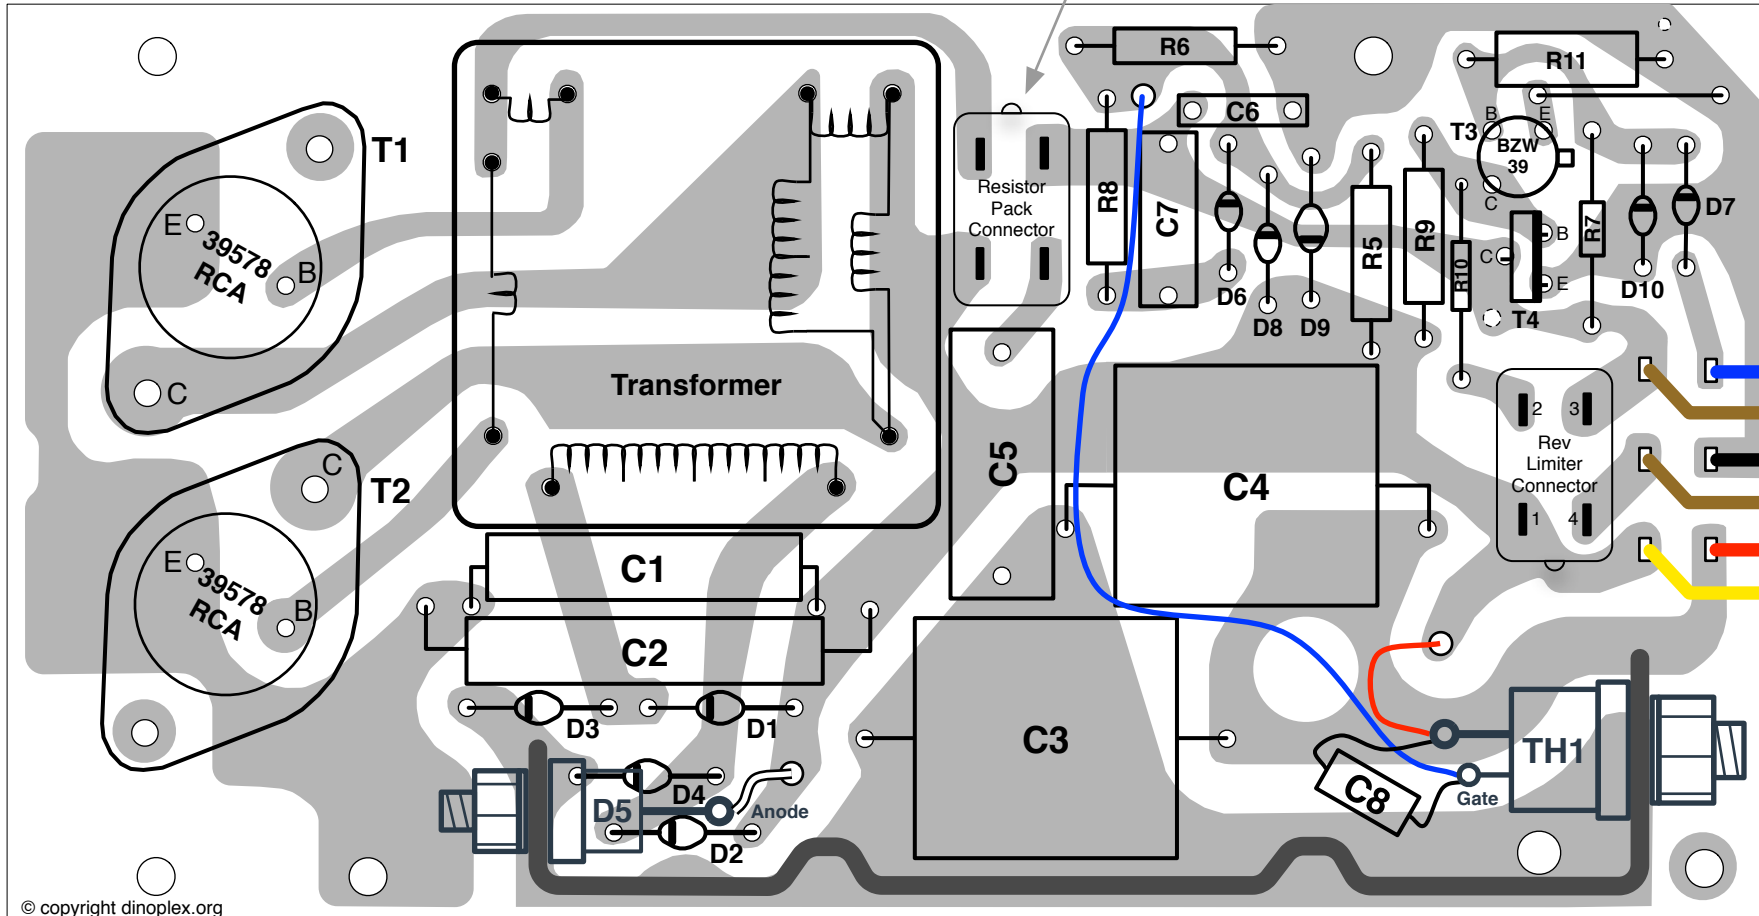 R6
R11
C6
T3
B
E
BZW
39
C
T1
E
39578
RCA
B
C
Resistor
Pack
Connector
R8
C7
D6
D8
D9
R5
R9
R10
C
B
E
T4
R7
D10
D7
Transformer
C5
C4
2
3
Rev
Limiter
Connector
1
4
T2
C
E
39578
RCA
B
C1
C2
D3
D1
C3
D4
D5
Anode
D2
C8
Gate
TH1
© copyright dinoplex.org